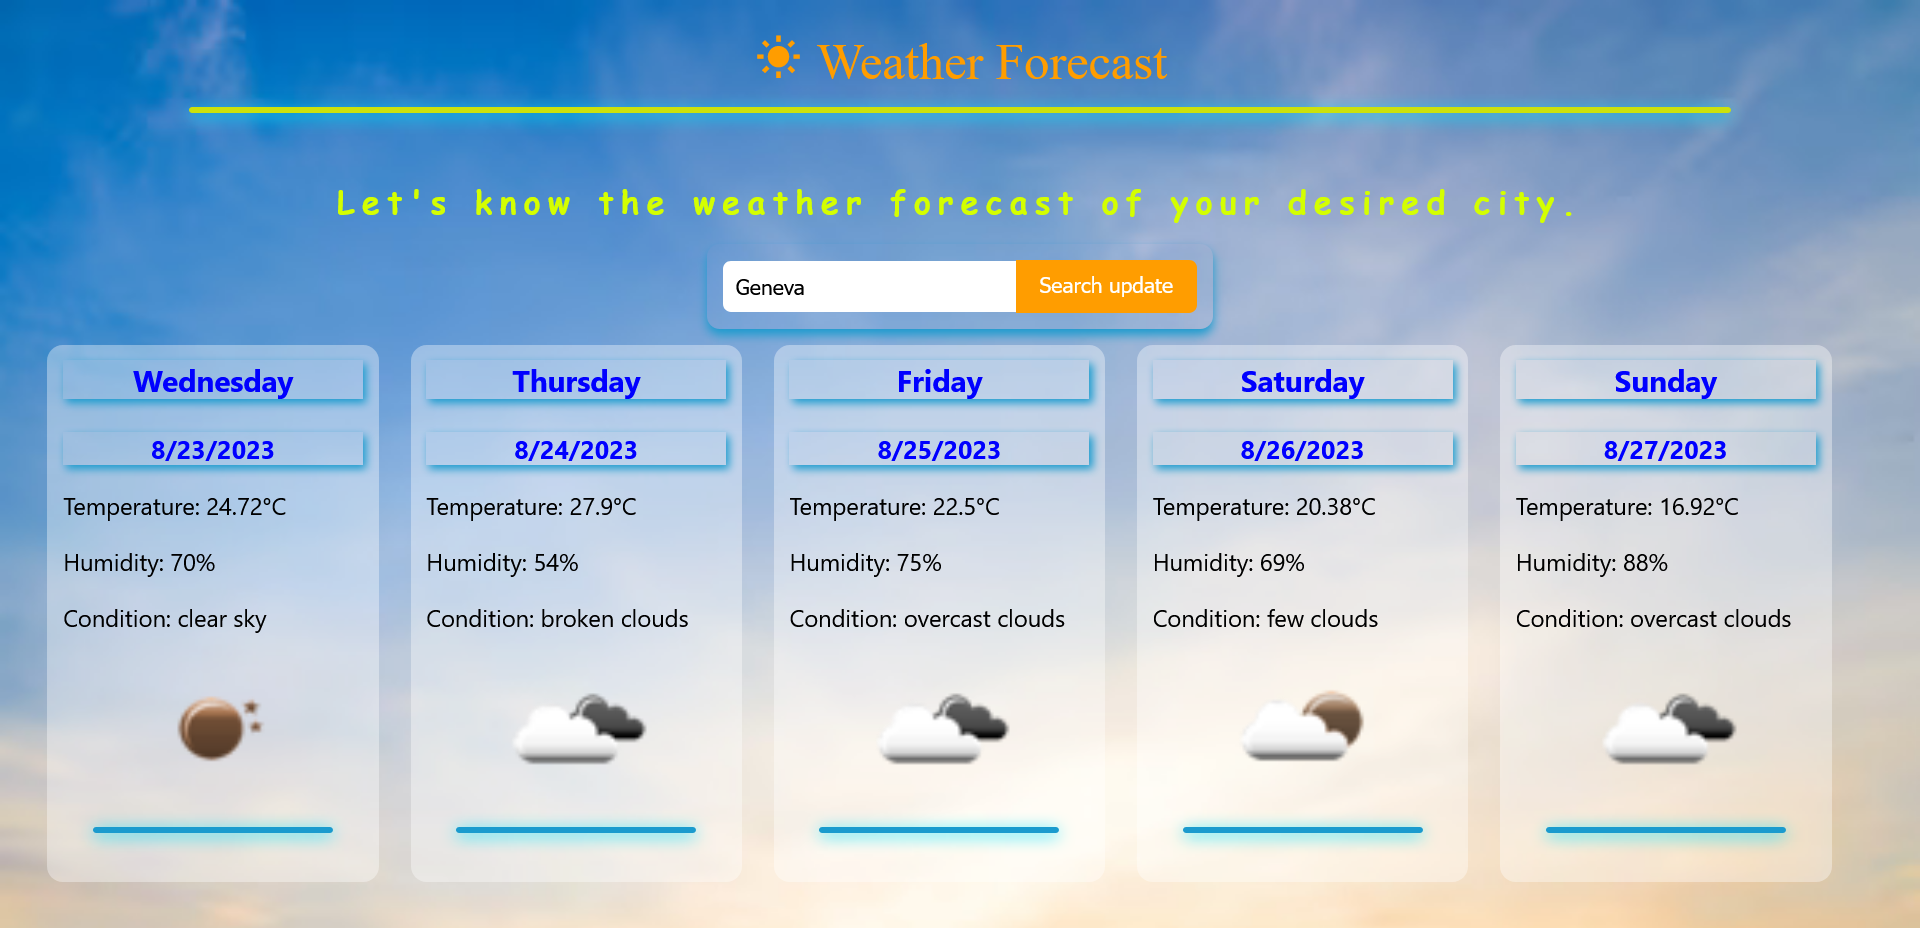 Weather Forecast
Let's know the weather forecast of your desired city.
Geneva
Search update
Wednesday
8/23/2023
Temperature: 24.72°C
Humidity: 70%
Condition: clear sky
Thursday
8/24/2023
Temperature: 27.9°C
Humidity: 54%
Condition: broken clouds
Friday
8/25/2023
Temperature: 22.5°C
Humidity: 75%
Condition: overcast clouds
Saturday
8/26/2023
Temperature: 20.38°C
Humidity: 69%
Condition: few clouds
Sunday
8/27/2023
Temperature: 16.92°C
Humidity: 88%
Condition: overcast clouds